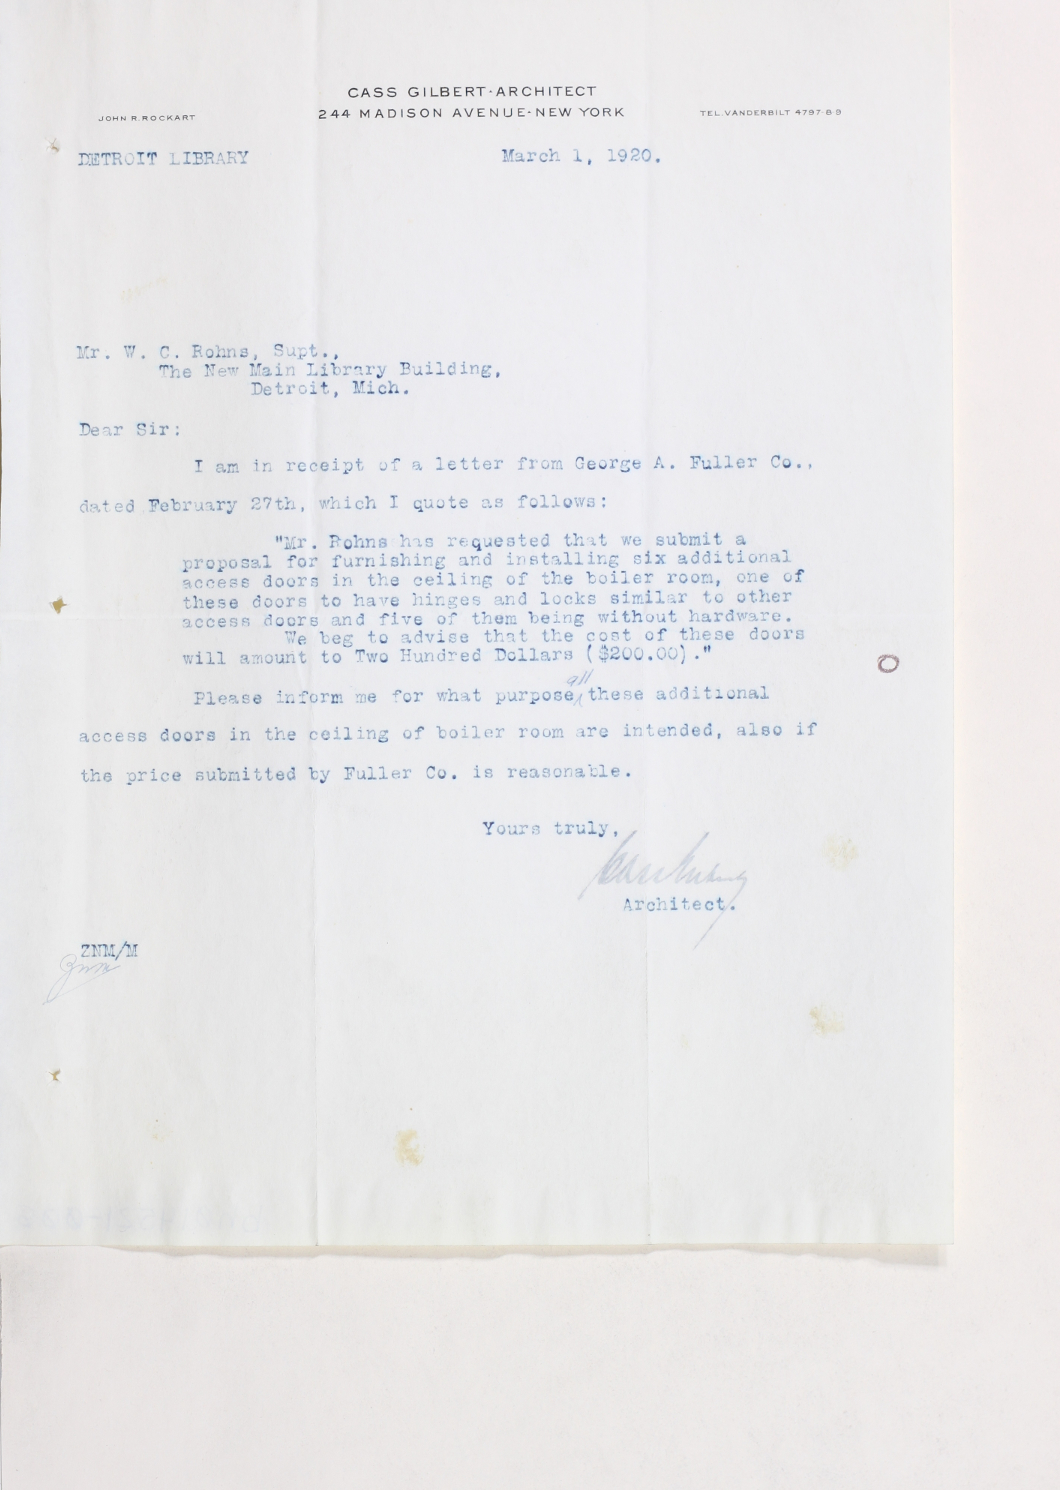 CASS GILBERT·ARCHITECT
244 MADISON AVENUE-NEW YORK
JOHN R.ROCKART
TEL.VANDERBILT 4797-8-9
DETROIT LIBRARY
March 1, 1920.
Mr. W. C. Rohns, Supt.,
The New Main Library Building,
Detroit, Mich.
Dear Sir:
I am in receipt of a letter from George A. Fuller Co.,
dated February 27th, which I quote as follows:
"Mr. Rohns has requested that we submit a
proposal for furnishing and installing six additional
access doors in the ceiling of the boiler room, one of
these doors to have hinges and locks similar to other
access doors and five of them being without hardware.
We beg to advise that the cost of these doors
will amount to Two Hundred Dollars ($200.00)."
all
Please inform me for what purpose these additional
access doors in the ceiling of boiler room are intended, also if
the price submitted by Fuller Co. is reasonable.
Yours truly,
Cass Gilbert
Architect.
ZNM/M
ZNM